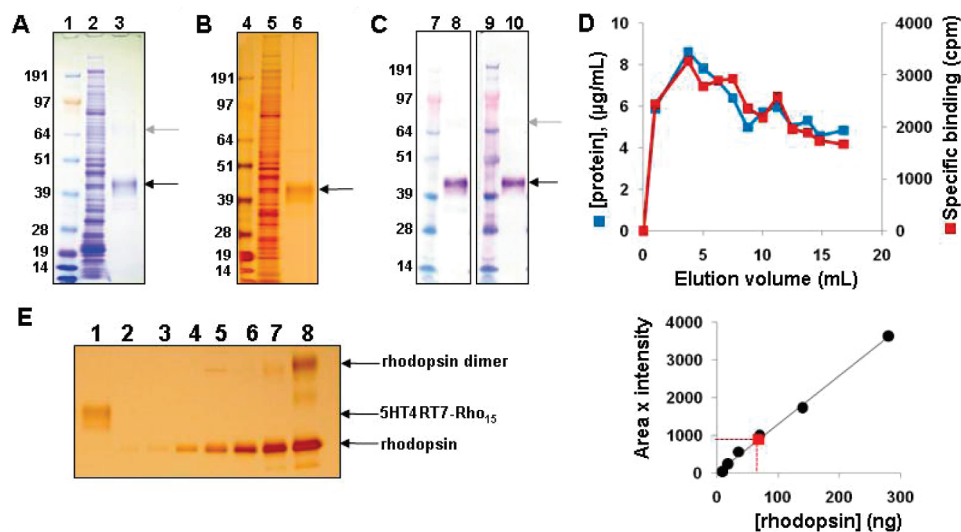 A
1 2 3
191
97
64
51
39
28
19
14
B
4 5 6
191
97
64
51
39
28
19
14
C
7 8 9 10
191
97
64
51
39
28
14
D
[protein], (µg/mL)
10
8
6
4
2
0
4000
3000
2000
1000
0
Specific binding (cpm)
0 5 10 15 20
Elution volume (mL)
E
1 2 3 4 5 6 7 8
rhodopsin dimer
5HT4RT7-Rho15
rhodopsin
Area x intensity
4000
3000
2000
1000
0
0 100 200 300
[rhodopsin] (ng)